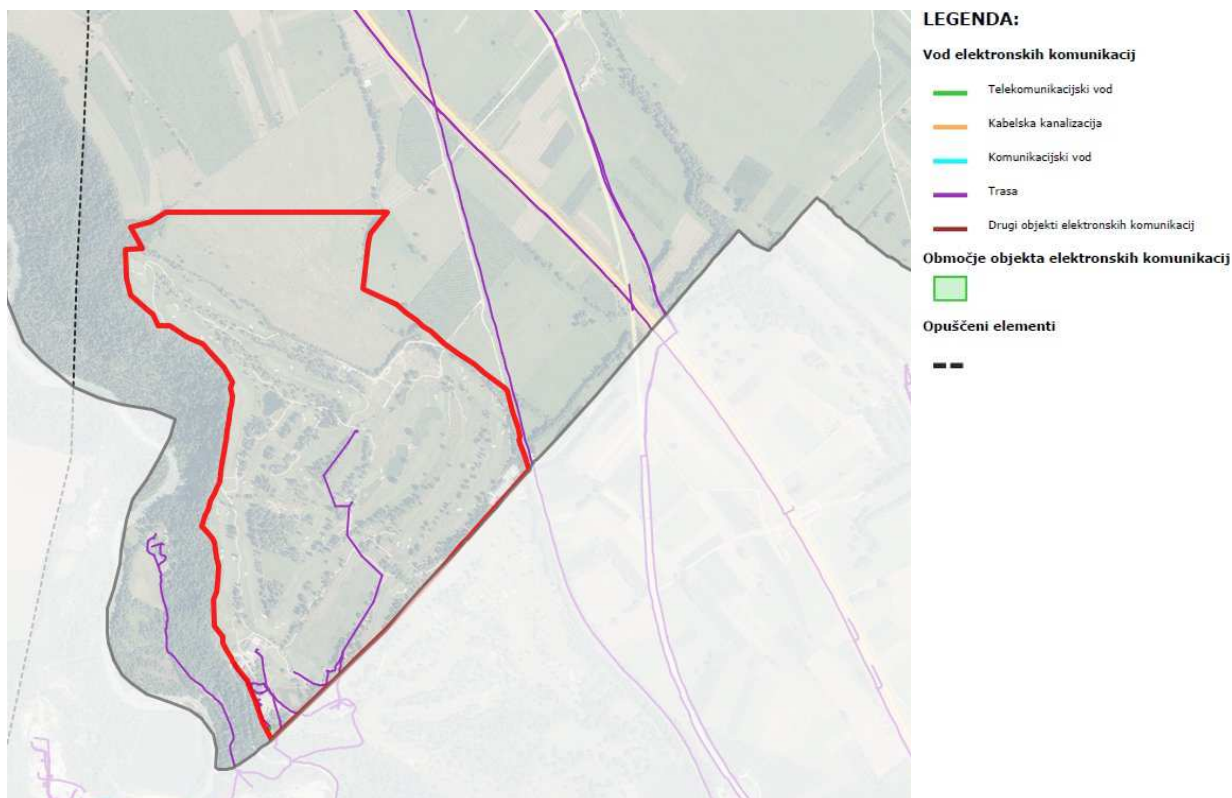 LEGENDA:
Vod elektronskih komunikacij
Telekomunikacijski vod
Kabelska kanalizacija
Komunikacijski vod
Trasa
Drugi objekti elektronskih komunikacij
Območje objekta elektronskih komunikacij
Opuščeni elementi